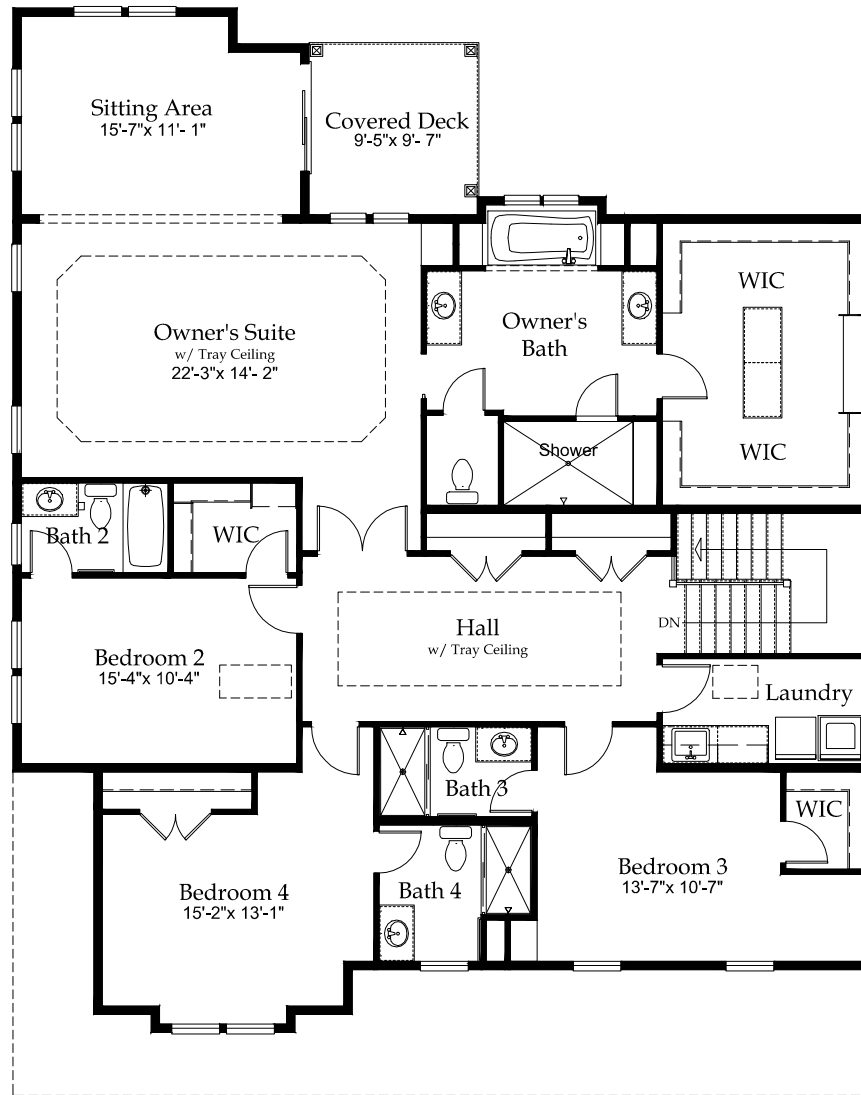 Sitting Area
15'-7"x 11'- 1"
Covered Deck
9'-5"x 9'- 7"
WIC
Owner's Suite
w/ Tray Ceiling
22'-3"x 14'- 2"
Owner's
Bath
WIC
Shower
Bath 2
WIC
Hall
w/ Tray Ceiling
DN
Bedroom 2
15'-4"x 10'-4"
Laundry
Bath 3
WIC
Bedroom 3
13'-7"x 10'-7"
Bedroom 4
15'-2"x 13'-1"
Bath 4